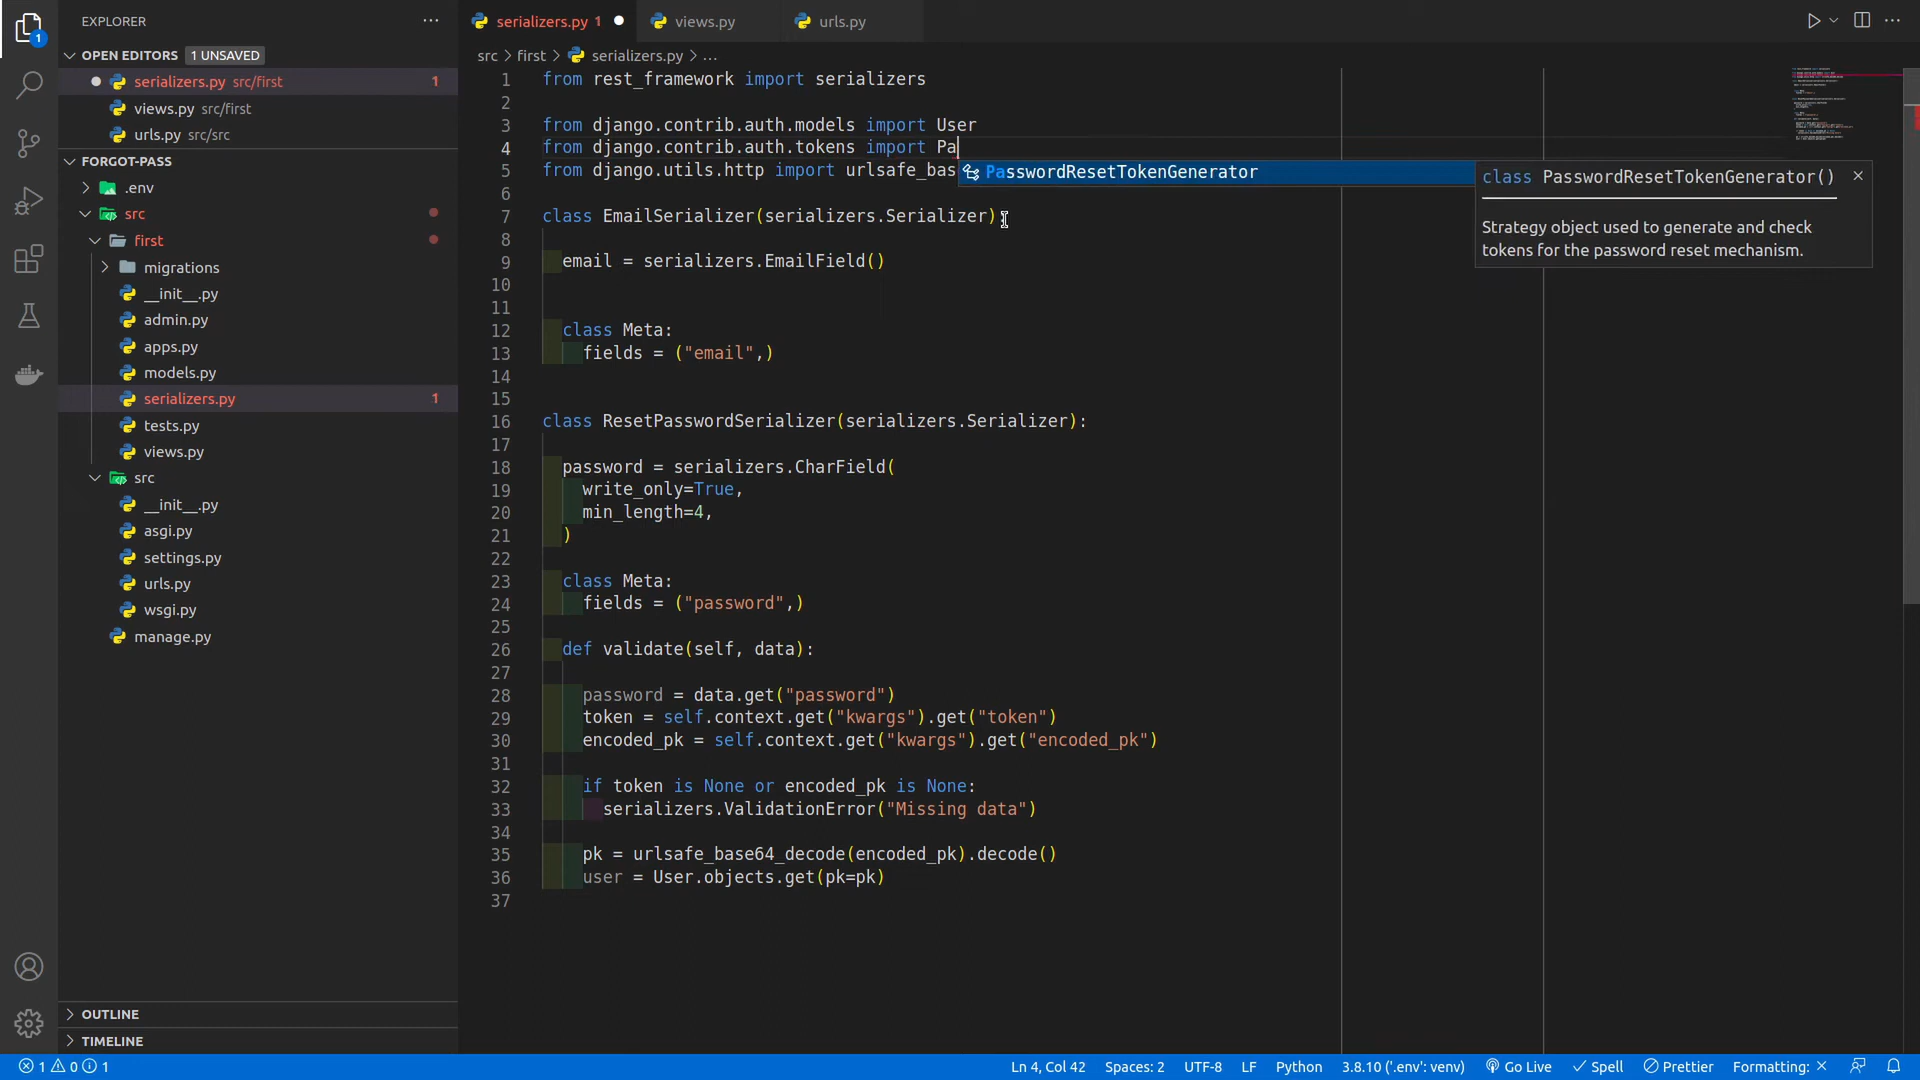 EXPLORER
OPEN EDITORS 1 UNSAVED
serializers.py src/first 1
views.py src/first
urls.py src/src
FORGOT-PASS
.env
src
first
migrations
__init__.py
admin.py
apps.py
models.py
serializers.py 1
tests.py
views.py
src
__init__.py
asgi.py
settings.py
urls.py
wsgi.py
manage.py
OUTLINE
TIMELINE
1
serializers.py 1
views.py
urls.py
src > first > serializers.py > ...
1 from rest_framework import serializers
2
3 from django.contrib.auth.models import User
4 from django.contrib.auth.tokens import Pa
5 from django.utils.http import urlsafe_bas
PasswordResetTokenGenerator
class PasswordResetTokenGenerator()
Strategy object used to generate and check
tokens for the password reset mechanism.
6
7 class EmailSerializer(serializers.Serializer):
8
9 email = serializers.EmailField()
10
11
12 class Meta:
13 fields = ("email",)
14
15
16 class ResetPasswordSerializer(serializers.Serializer):
17
18 password = serializers.CharField(
19 write_only=True,
20 min_length=4,
21 )
22
23 class Meta:
24 fields = ("password",)
25
26 def validate(self, data):
27
28 password = data.get("password")
29 token = self.context.get("kwargs").get("token")
30 encoded_pk = self.context.get("kwargs").get("encoded_pk")
31
32 if token is None or encoded_pk is None:
33 serializers.ValidationError("Missing data")
34
35 pk = urlsafe_base64_decode(encoded_pk).decode()
36 user = User.objects.get(pk=pk)
37
1 0 1 Ln 4, Col 42 Spaces: 2 UTF-8 LF Python 3.8.10 ('.env': venv) Go Live Spell Prettier Formatting: ×